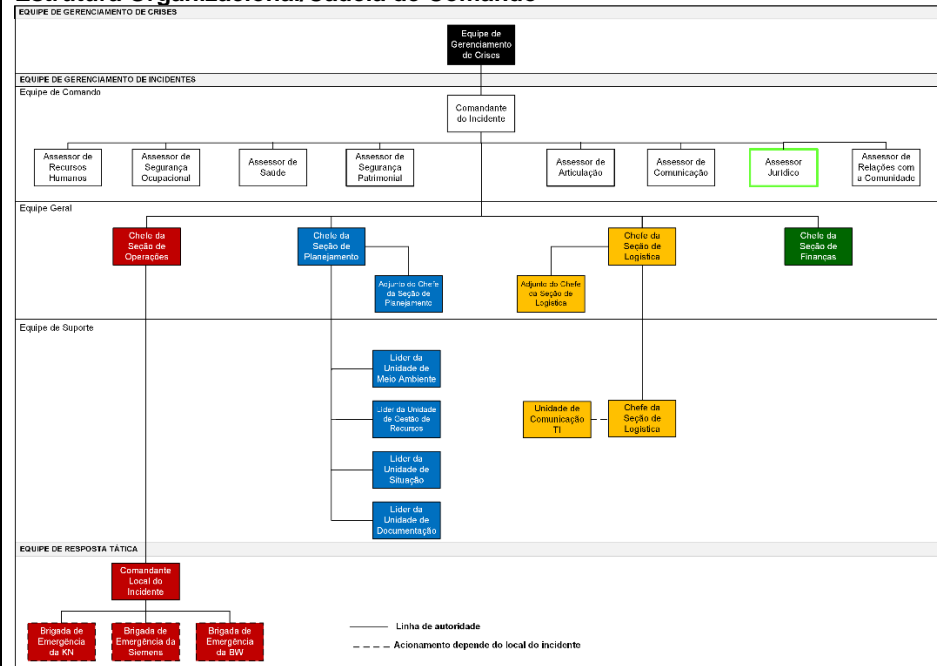 Estrutura Organizacional/Cadeia de Comando
EQUIPE DE GERENCIAMENTO DE CRISES
Equipe de
Gerenciamento
de Crises
EQUIPE DE GERENCIAMENTO DE INCIDENTES
Equipe de Comando
Comandante
do Incidente
Assessor de
Recursos
Humanos
Assessor de
Segurança
Ocupacional
Assessor de
Saúde
Assessor de
Segurança
Patrimonial
Assessor de
Articulação
Assessor de
Comunicação
Assessor
Jurídico
Assessor de
Relações com
a Comunidade
Equipe Geral
Chefe da
Seção de
Operações
Chefe da
Seção de
Planejamento
Chefe da
Seção de
Logística
Chefe da
Seção de
Finanças
Adjunto do Chefe
da Seção de
Planejamento
Adjunto do Chefe
da Seção de
Logística
Equipe de Suporte
Líder da
Unidade de
Meio Ambiente
Líder da Unidade
de Gestão de
Recursos
Unidade de
Comunicação
TI
Chefe da
Seção de
Logística
Líder da
Unidade de
Situação
Líder da
Unidade de
Documentação
EQUIPE DE RESPOSTA TÁTICA
Comandante
Local do
Incidente
Brigada de
Emergência
da KN
Brigada de
Emergência da
Siemens
Brigada de
Emergência
da BW
Linha de autoridade
Acionamento depende do local do incidente